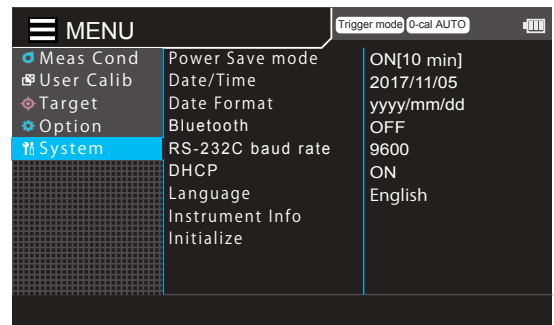 MENU
Trigger mode 0-cal AUTO
Meas Cond
User Calib
Target
Option
System
Power Save mode ON[10 min]
Date/Time 2017/11/05
Date Format yyyy/mm/dd
Bluetooth OFF
RS-232C baud rate 9600
DHCP ON
Language English
Instrument Info
Initialize